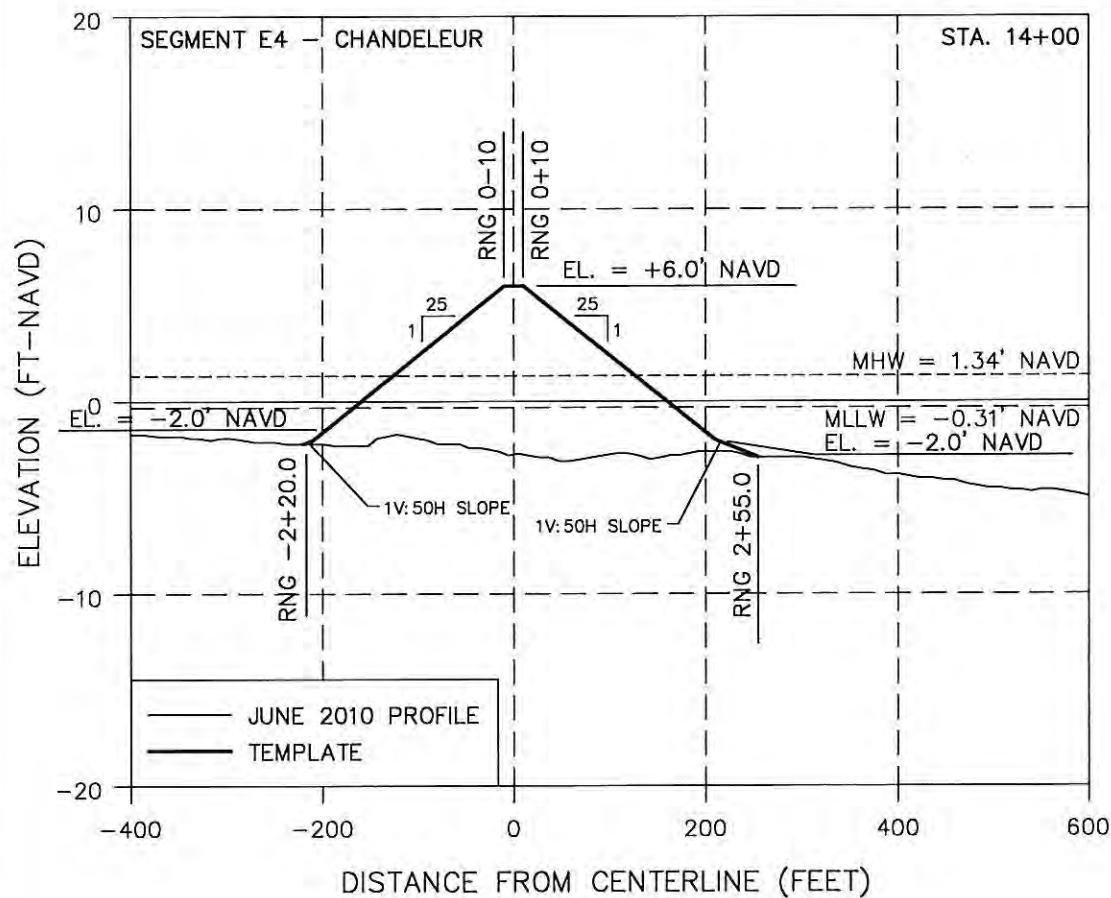 SEGMENT E4 – CHANDELEUR
STA. 14+00
20
10
0
-10
-20
ELEVATION (FT-NAVD)
RNG 0-10
RNG 0+10
EL. = +6.0' NAVD
25
1
25
1
MHW = 1.34' NAVD
EL. = -2.0' NAVD
MLLW = -0.31' NAVD
EL. = -2.0' NAVD
1V:50H SLOPE
1V:50H SLOPE
RNG -2+20.0
RNG 2+55.0
JUNE 2010 PROFILE
TEMPLATE
-400
-200
0
200
400
600
DISTANCE FROM CENTERLINE (FEET)